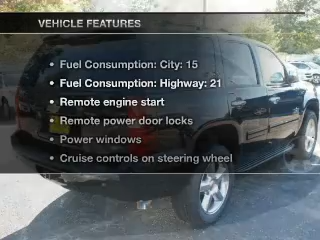 VEHICLE FEATURES
• Fuel Consumption: City: 15
• Fuel Consumption: Highway: 21
• Remote engine start
• Remote power door locks
• Power windows
• Cruise controls on steering wheel